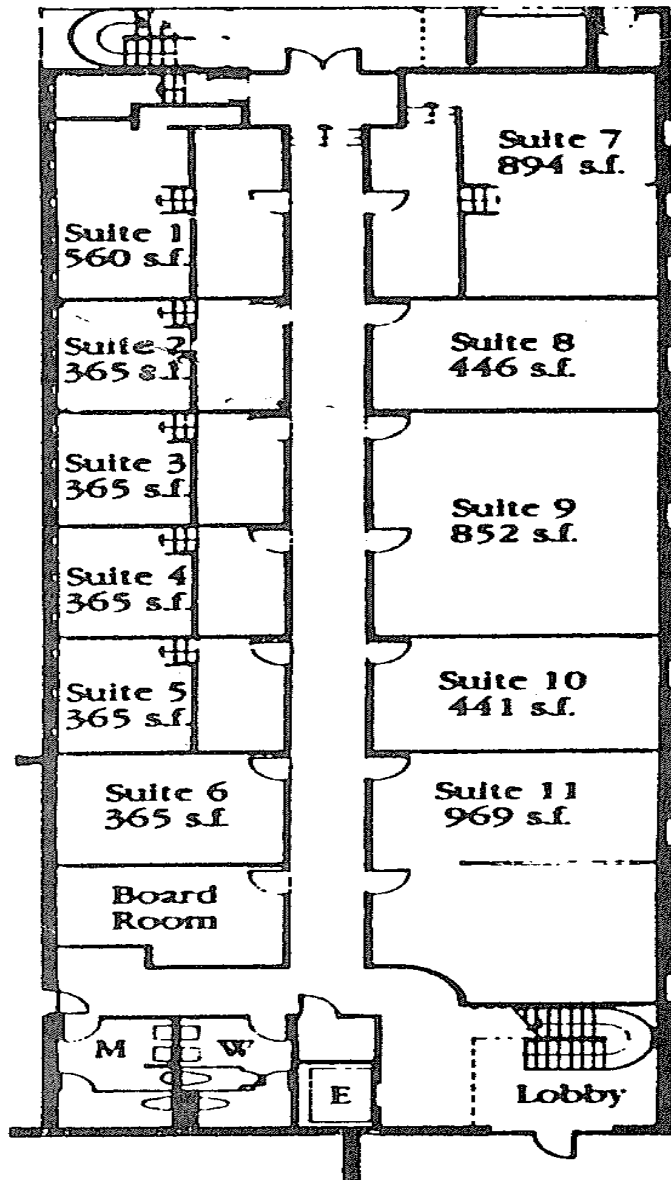 Suite 7
894 s.f.
Suite 1
560 s.f.
Suite 2
365 s.f.
Suite 8
446 s.f.
Suite 3
365 s.f.
Suite 9
852 s.f.
Suite 4
365 s.f.
Suite 5
365 s.f.
Suite 10
441 s.f.
Suite 6
365 s.f.
Suite 11
969 s.f.
Board
Room
M
W
E
Lobby